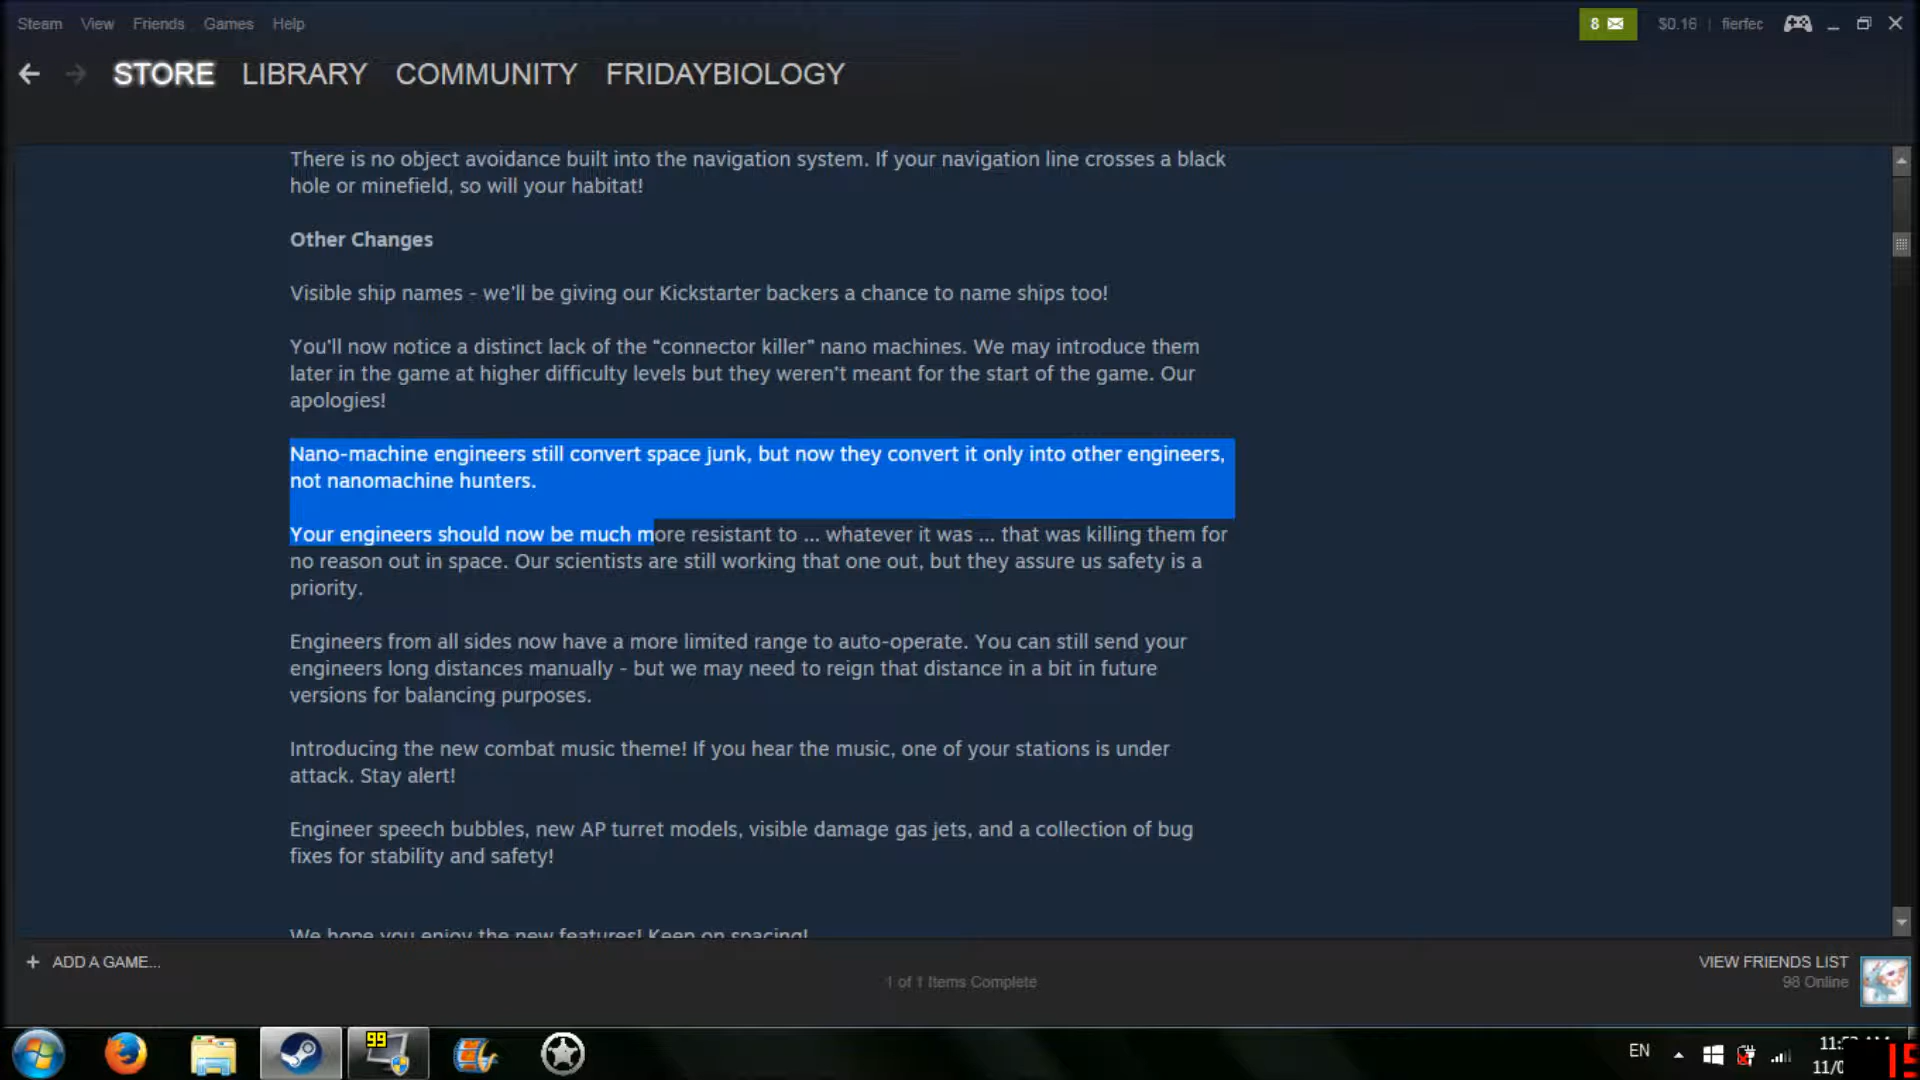 Steam View Friends Games Help
8 $0.16 | fierfec
STORE LIBRARY COMMUNITY FRIDAYBIOLOGY
There is no object avoidance built into the navigation system. If your navigation line crosses a black
hole or minefield, so will your habitat!
Other Changes
Visible ship names - we'll be giving our Kickstarter backers a chance to name ships too!
You'll now notice a distinct lack of the “connector killer” nano machines. We may introduce them
later in the game at higher difficulty levels but they weren't meant for the start of the game. Our
apologies!
Nano-machine engineers still convert space junk, but now they convert it only into other engineers,
not nanomachine hunters.
Your engineers should now be much more resistant to ... whatever it was ... that was killing them for
no reason out in space. Our scientists are still working that one out, but they assure us safety is a
priority.
Engineers from all sides now have a more limited range to auto-operate. You can still send your
engineers long distances manually - but we may need to reign that distance in a bit in future
versions for balancing purposes.
Introducing the new combat music theme! If you hear the music, one of your stations is under
attack. Stay alert!
Engineer speech bubbles, new AP turret models, visible damage gas jets, and a collection of bug
fixes for stability and safety!
We hope you enjoy the new features! Keep on spacing!
+ ADD A GAME...
1 of 1 Items Complete
VIEW FRIENDS LIST
98 Online
99
EN